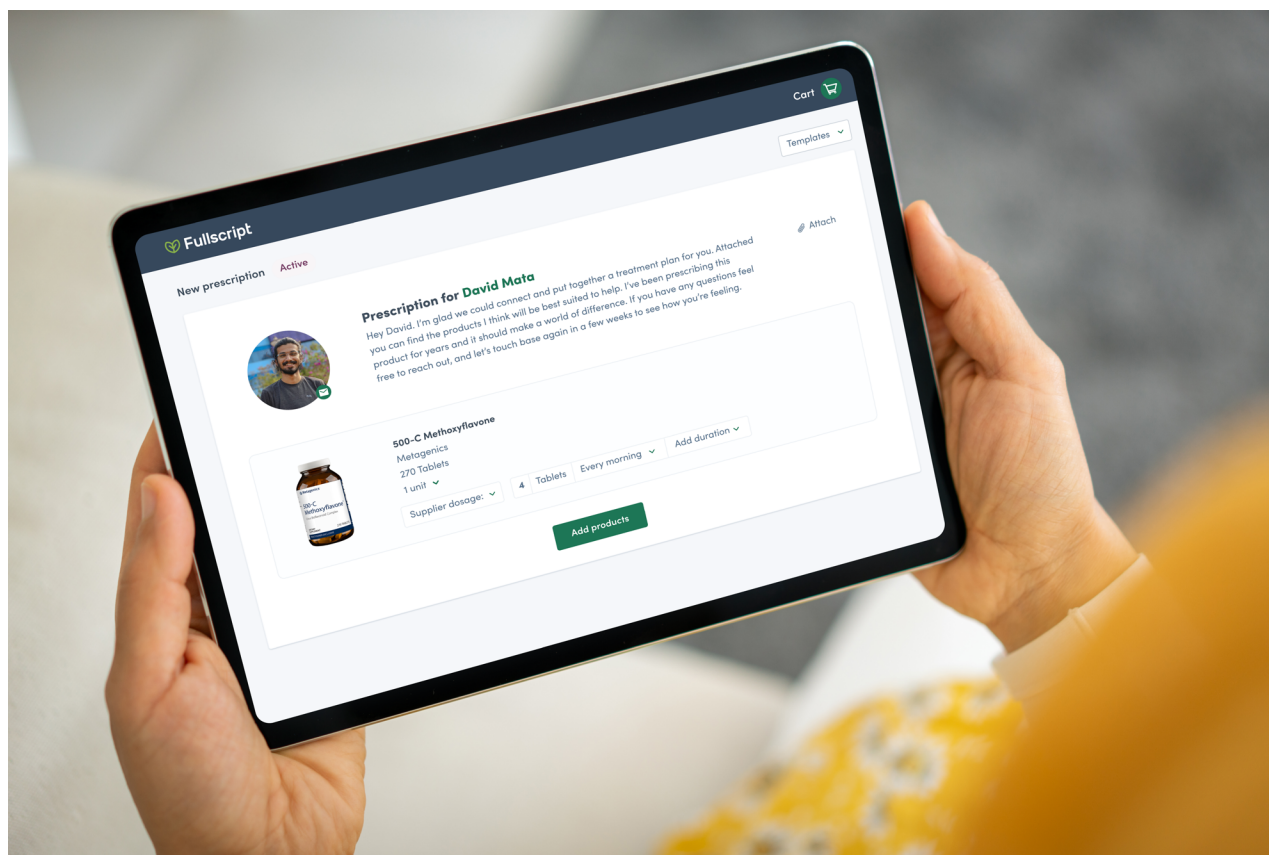 Cart
Fullscript
Templates
New prescription Active
Attach
Prescription for David Mata
Hey David. I'm glad we could connect and put together a treatment plan for you. Attached
you can find the products I think will be best suited to help. I've been prescribing this
product for years and it should make a world of difference. If you have any questions feel
free to reach out, and let's touch base again in a few weeks to see how you're feeling.
500-C Methoxyflavone
Metagenics
270 Tablets
1 unit
Supplier dosage: 4 Tablets Every morning Add duration
Metagenics
500-C
Methoxyflavone
Add products